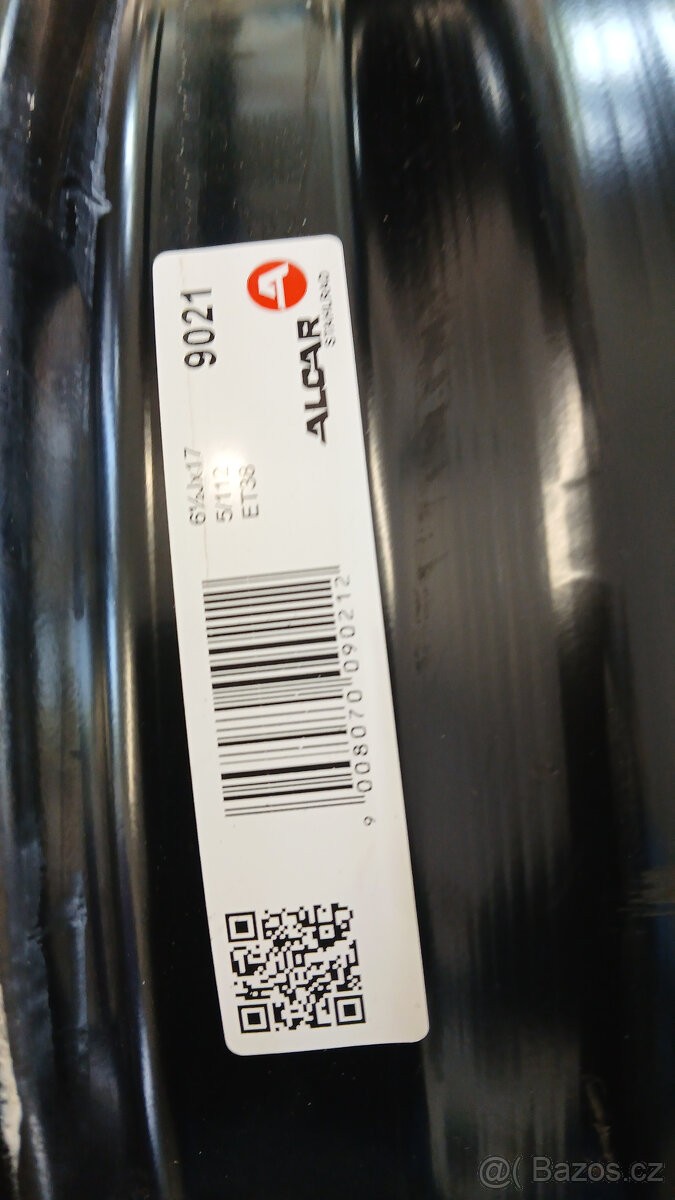 9021
6½Jx17
5/112
ET38
A
ALCAR
STAHLRAD
9 008070 090212
@( Bazos.cz